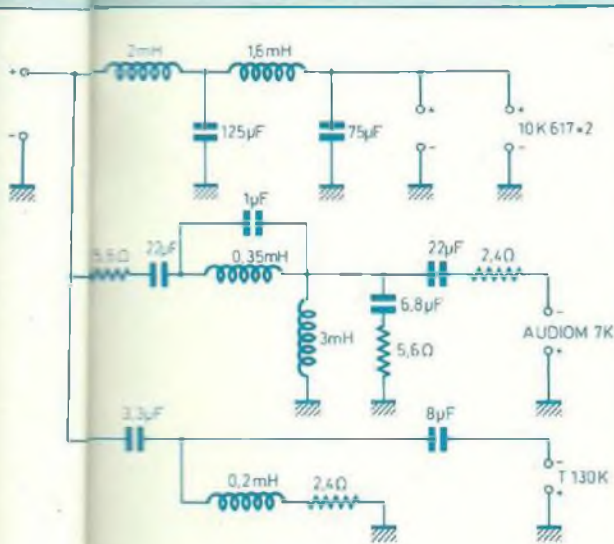 2mH
1,6mH
+
-
125µF
75µF
+
-
+
-
10K 617*2
1µF
5,6Ω
22µF
0,35mH
22µF
2,4Ω
3mH
6,8µF
5,6Ω
-
+
AUDIOM 7K
3,3µF
8µF
0,2mH
2,4Ω
-
+
T 130K